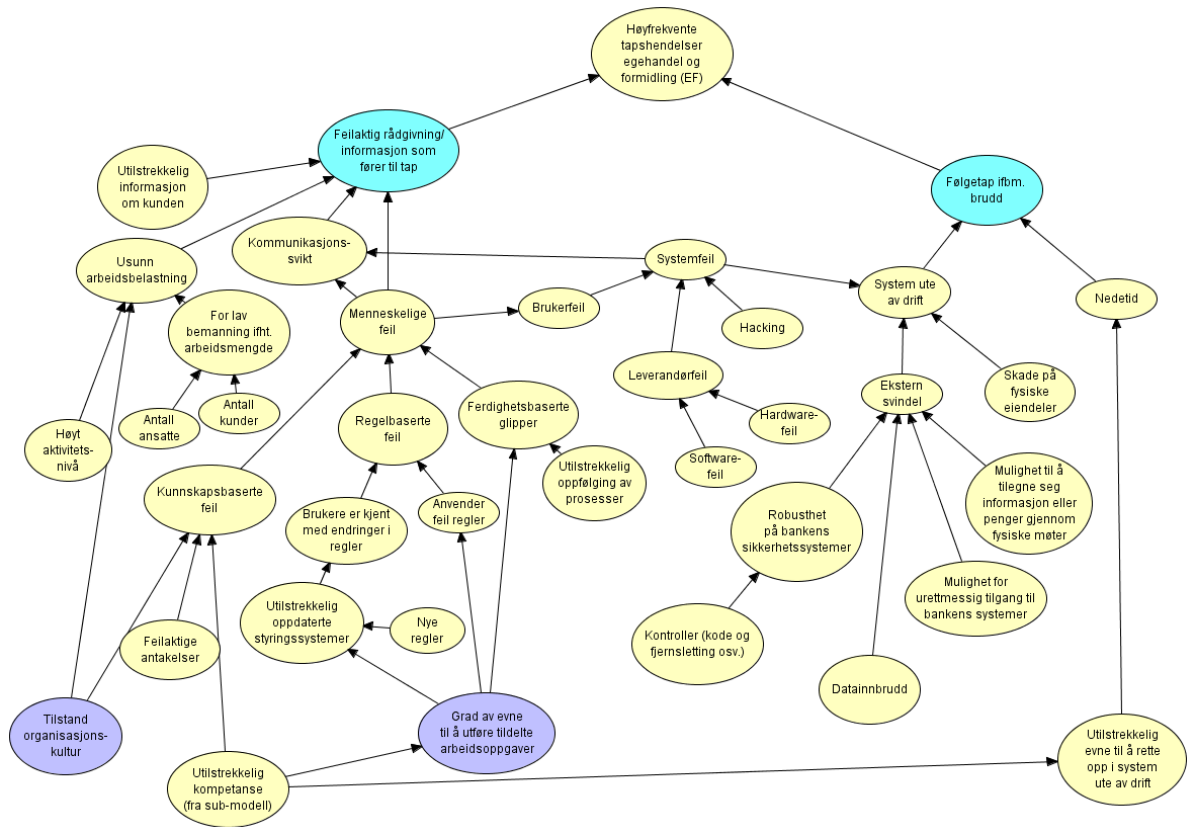 Høyfrekvente
tapshendelser
egehandel og
formidling (EF)
Feilaktig rådgivning/
informasjon som
fører til tap
Utilstrekkelig
informasjon
om kunden
Følgetap ifbm.
brudd
Usunn
arbeidsbelastning
Kommunikasjons-
svikt
Systemfeil
System ute
av drift
Nedetid
For lav
bemanning ifht.
arbeidsmengde
Menneskelige
feil
Brukerfeil
Hacking
Leverandørfeil
Ekstern
svindel
Skade på
fysiske
eiendeler
Antall
ansatte
Antall
kunder
Høyt
aktivitets-
nivå
Regelbaserte
feil
Ferdighetsbaserte
glipper
Hardware-
feil
Software-
feil
Utilstrekkelig
oppfølging av
prosesser
Kunnskapsbaserte
feil
Brukere er kjent
med endringer i
regler
Anvender
feil regler
Robusthet
på bankens
sikkerhetssystemer
Mulighet til å
tilegne seg
informasjon eller
penger gjennom
fysiske møter
Mulighet for
urettmessig tilgang til
bankens systemer
Utilstrekkelig
oppdaterte
styringssystemer
Nye
regler
Feilaktige
antakelser
Kontroller (kode og
fjernsletting osv.)
Datainnbrudd
Tilstand
organisasjons-
kultur
Grad av evne
til å utføre tildelte
arbeidsoppgaver
Utilstrekkelig
kompetanse
(fra sub-modell)
Utilstrekkelig
evne til å rette
opp i system
ute av drift